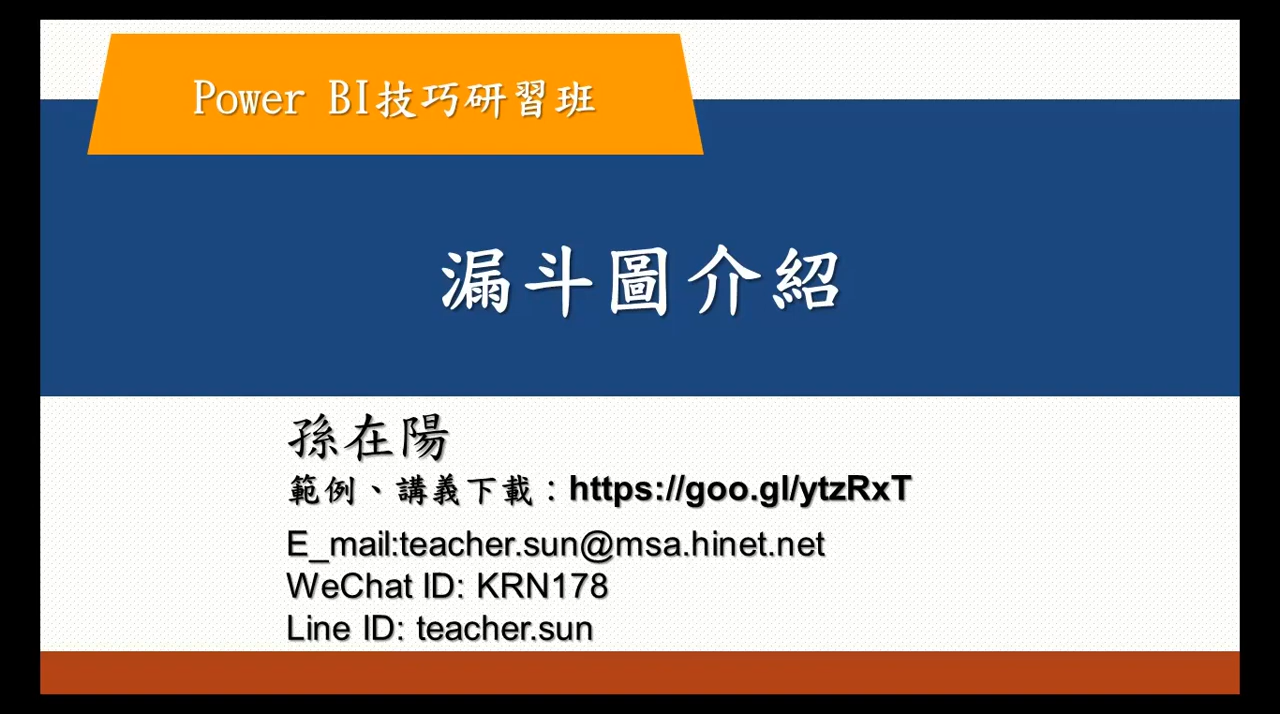 Power BI技巧研習班
漏斗圖介紹
孫在陽
範例、講義下載：https://goo.gl/ytzRxT
E_mail:teacher.sun@msa.hinet.net
WeChat ID: KRN178
Line ID: teacher.sun